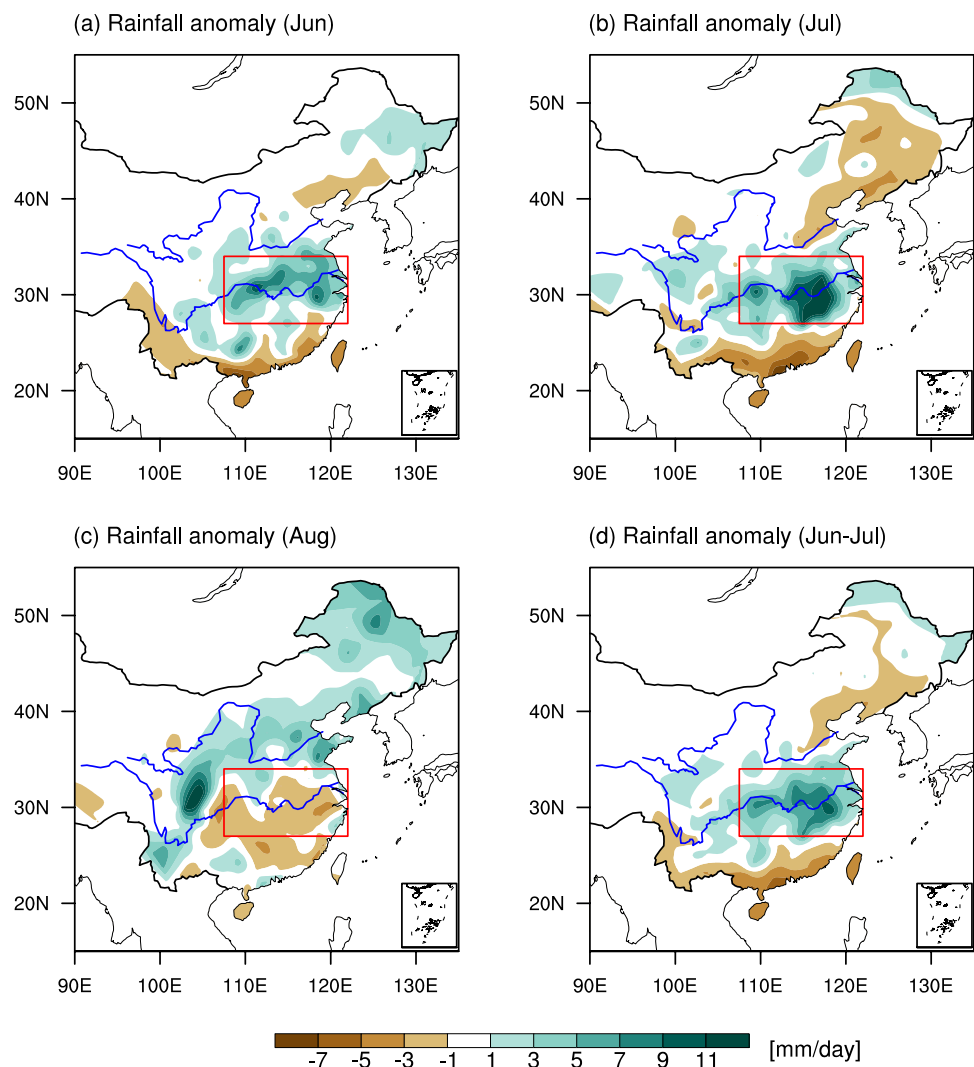 (a) Rainfall anomaly (Jun)
(b) Rainfall anomaly (Jul)
50N
50N
40N
40N
30N
30N
20N
20N
90E 100E 110E 120E 130E
90E 100E 110E 120E 130E
(c) Rainfall anomaly (Aug)
(d) Rainfall anomaly (Jun-Jul)
50N
50N
40N
40N
30N
30N
20N
20N
90E 100E 110E 120E 130E
90E 100E 110E 120E 130E
-7 -5 -3 -1 1 3 5 7 9 11 [mm/day]